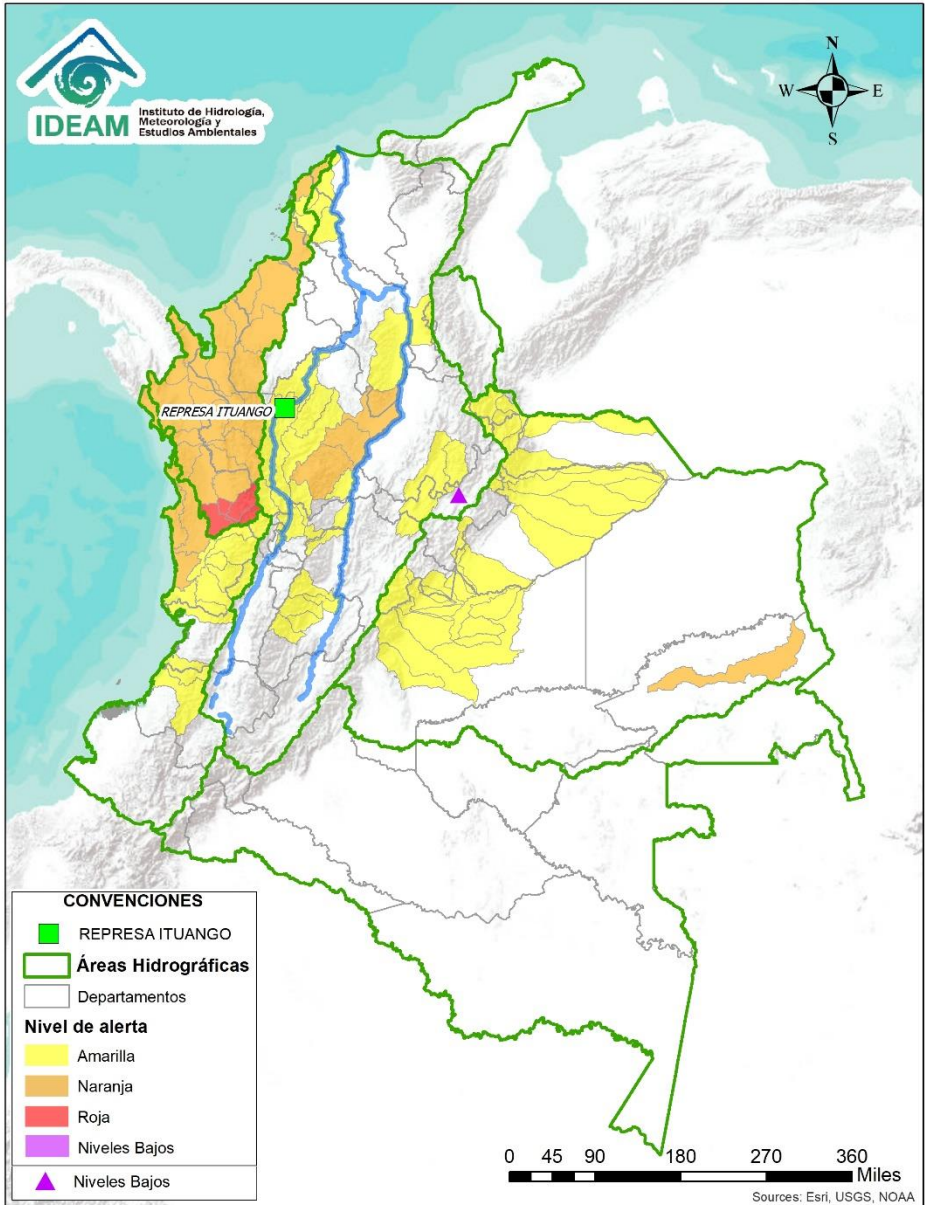 IDEAM
Instituto de Hidrología,
Meteorología y
Estudios Ambientales
N
W
E
S
REPRESA ITUANGO
CONVENCIONES
REPRESA ITUANGO
Áreas Hidrográficas
Departamentos
Nivel de alerta
Amarilla
Naranja
Roja
Niveles Bajos
Niveles Bajos
0 45 90 180 270 360
Miles
Sources: Esri, USGS, NOAA